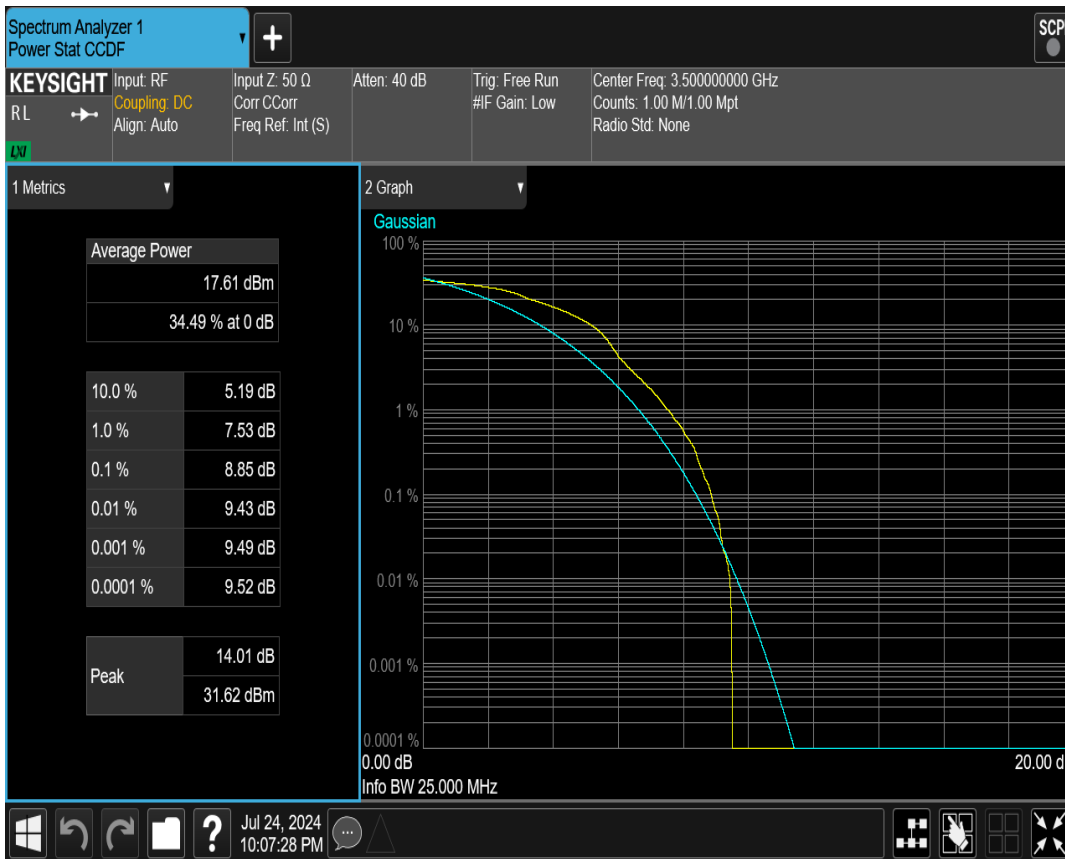 Spectrum Analyzer 1
Power Stat CCDF
+
SCP
KEYSIGHT
RL
LXI
Input: RF
Coupling: DC
Align: Auto
Input Z: 50 Ω
Corr CCorr
Freq Ref: Int (S)
Atten: 40 dB
Trig: Free Run
#IF Gain: Low
Center Freq: 3.500000000 GHz
Counts: 1.00 M/1.00 Mpt
Radio Std: None
1 Metrics
Average Power
17.61 dBm
34.49 % at 0 dB
10.0 % 5.19 dB
1.0 % 7.53 dB
0.1 % 8.85 dB
0.01 % 9.43 dB
0.001 % 9.49 dB
0.0001 % 9.52 dB
Peak
14.01 dB
31.62 dBm
2 Graph
Gaussian
100 %
10 %
1 %
0.1 %
0.01 %
0.001 %
0.0001 %
0.00 dB
20.00 d
Info BW 25.000 MHz
?
Jul 24, 2024
10:07:28 PM